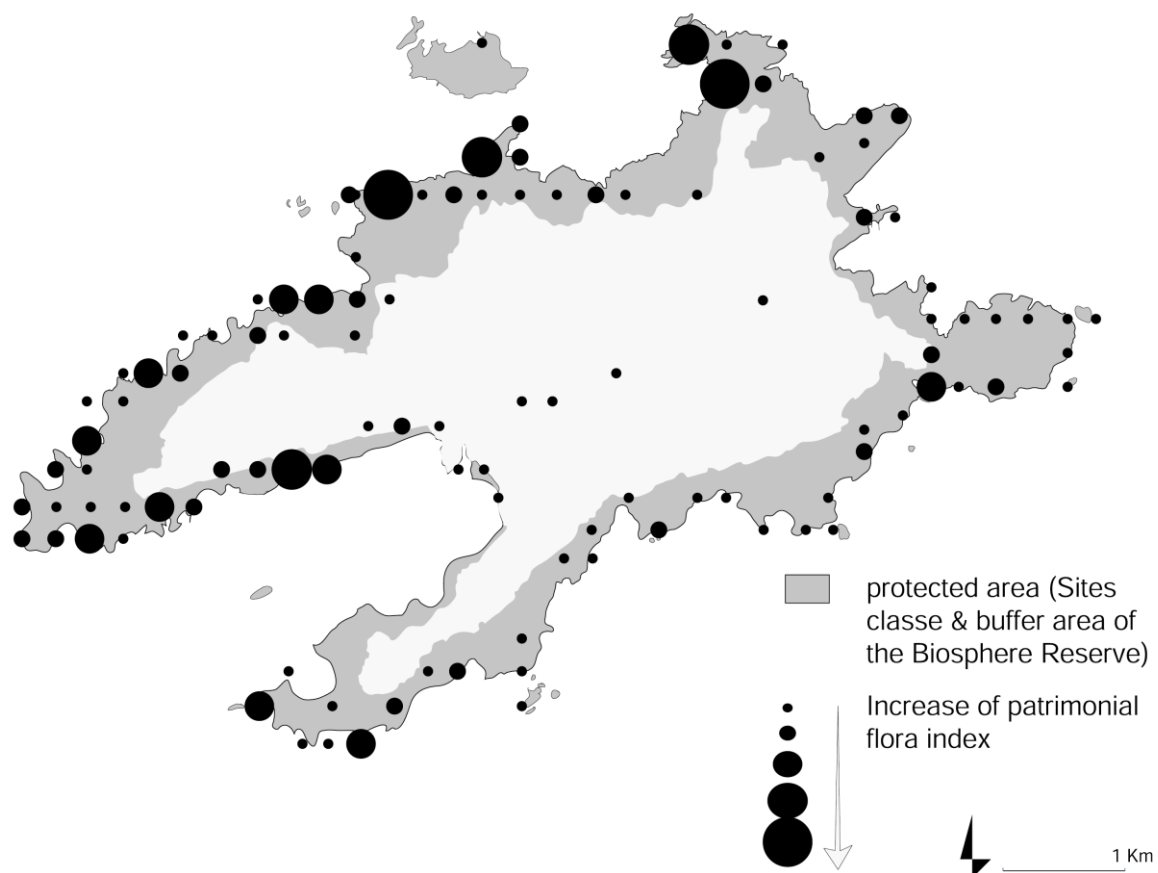 protected area (Sites
classe & buffer area of
the Biosphere Reserve)
Increase of patrimonial
flora index
1 Km